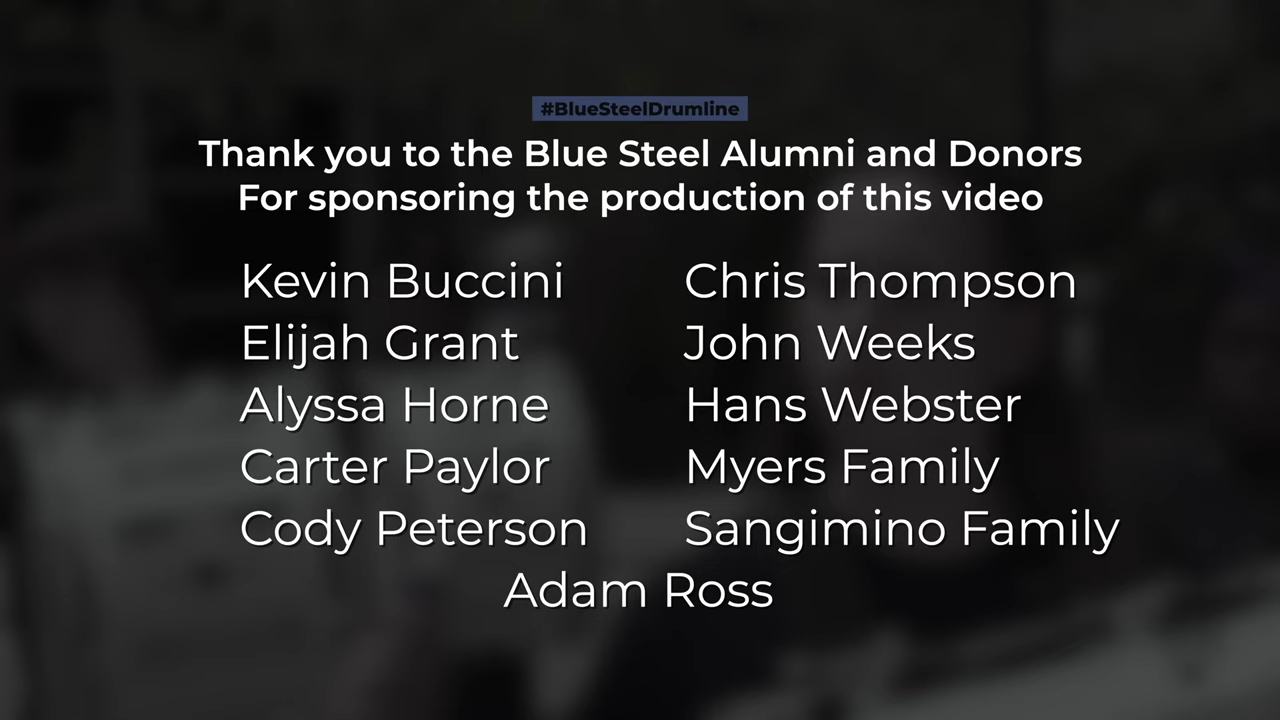 #BlueSteelDrumline
Thank you to the Blue Steel Alumni and Donors
For sponsoring the production of this video
Kevin Buccini
Elijah Grant
Alyssa Horne
Carter Paylor
Cody Peterson
Chris Thompson
John Weeks
Hans Webster
Myers Family
Sangimino Family
Adam Ross